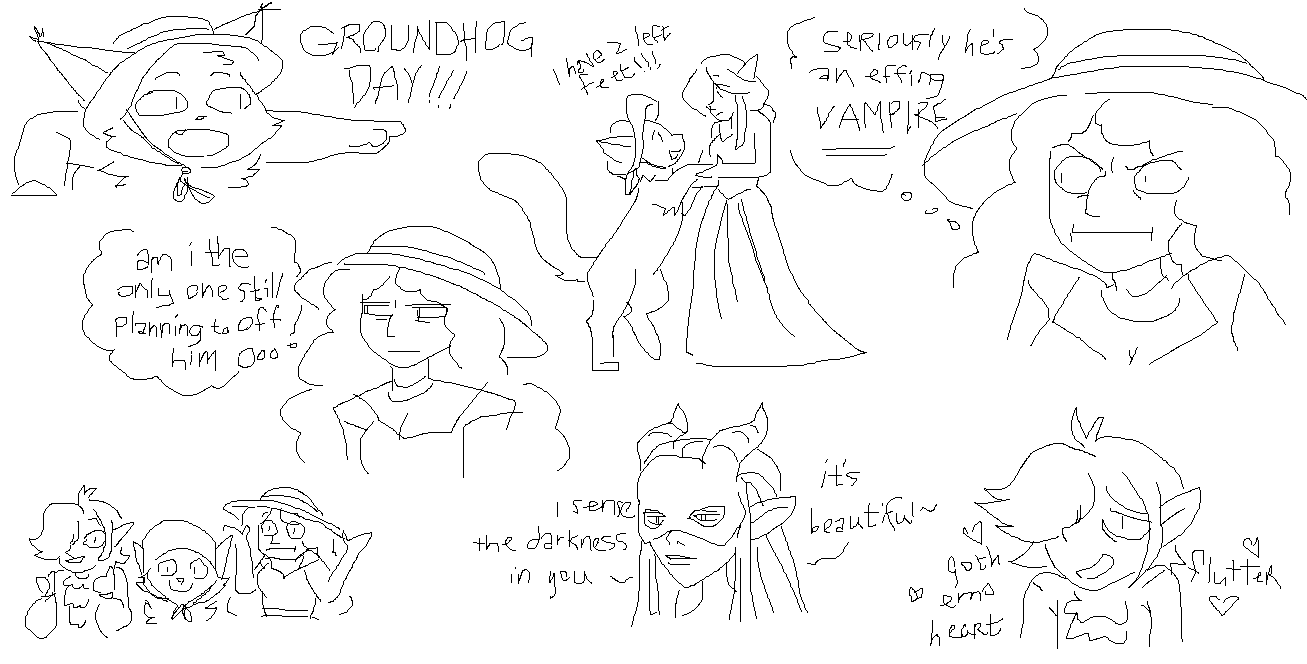 GROUNDHOG
DAY!!!
I have 2 left
feet!!!
seriously he's
an effing
VAMPIRE
am i the
only one still
planning to off
him ooo
I sense
the darkness
in you ~
it's
beautiful ~
goth
emo
heart
flutter